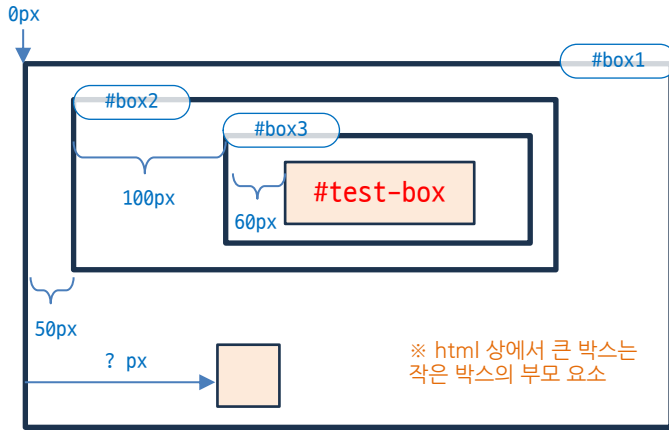 0px
#box1
#box2
#box3
#test-box
100px
60px
50px
? px
※ html 상에서 큰 박스는
작은 박스의 부모 요소